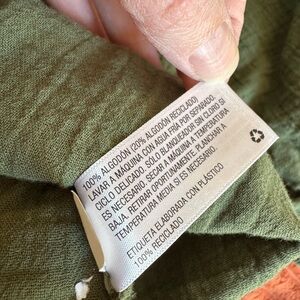 100% ALGODÓN (20% ALGODÓN RECICLADO)
LAVAR A MÁQUINA CON AGUA FRÍA POR SEPARADO.
CICLO DELICADO. SÓLO BLANQUEADOR SIN CLORO SI
ES NECESARIO. SECAR A MÁQUINA A TEMPERATURA
BAJA. RETIRAR OPORTUNAMENTE. PLANCHAR A
TEMPERATURA MEDIA SI ES NECESARIO.
ETIQUETA ELABORADA CON PLÁSTICO
100% RECICLADO